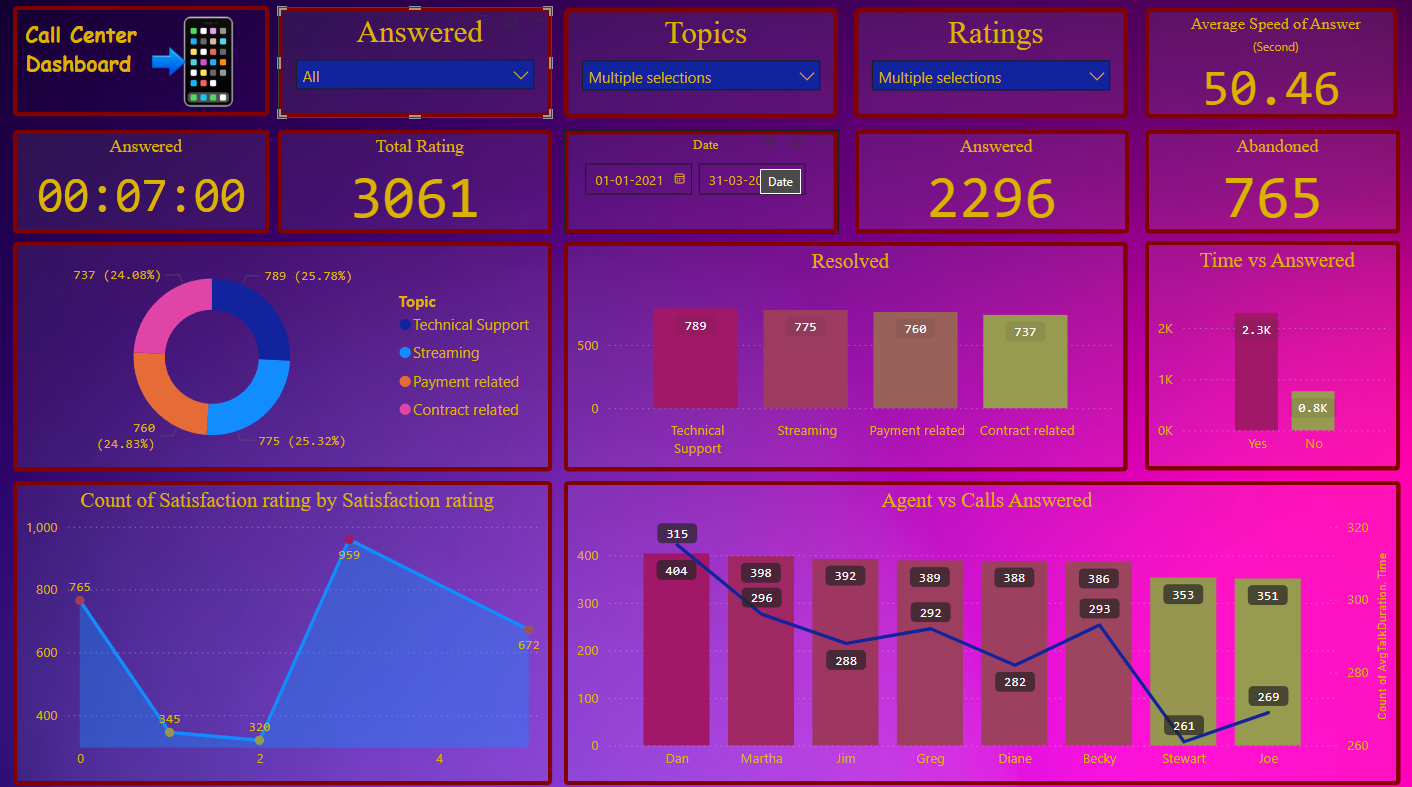 Call Center
Dashboard
Answered
All
Topics
Multiple selections
Ratings
Multiple selections
Average Speed of Answer
(Second)
50.46
Answered
00:07:00
Total Rating
3061
Date
01-01-2021
31-03-20
Date
Answered
2296
Abandoned
765
737 (24.08%)
789 (25.78%)
760
(24.83%)
775 (25.32%)
Topic
Technical Support
Streaming
Payment related
Contract related
Resolved
500
0
789
775
760
737
Technical
Support
Streaming
Payment related
Contract related
Time vs Answered
2K
1K
0K
2.3K
0.8K
Yes
No
Count of Satisfaction rating by Satisfaction rating
1,000
800
600
400
765
345
320
959
672
0
2
4
Agent vs Calls Answered
400
300
200
100
0
315
404
398
296
392
288
389
292
388
282
386
293
353
261
351
269
320
300
280
260
Count of AvgTalkDuration. Time
Dan
Martha
Jim
Greg
Diane
Becky
Stewart
Joe